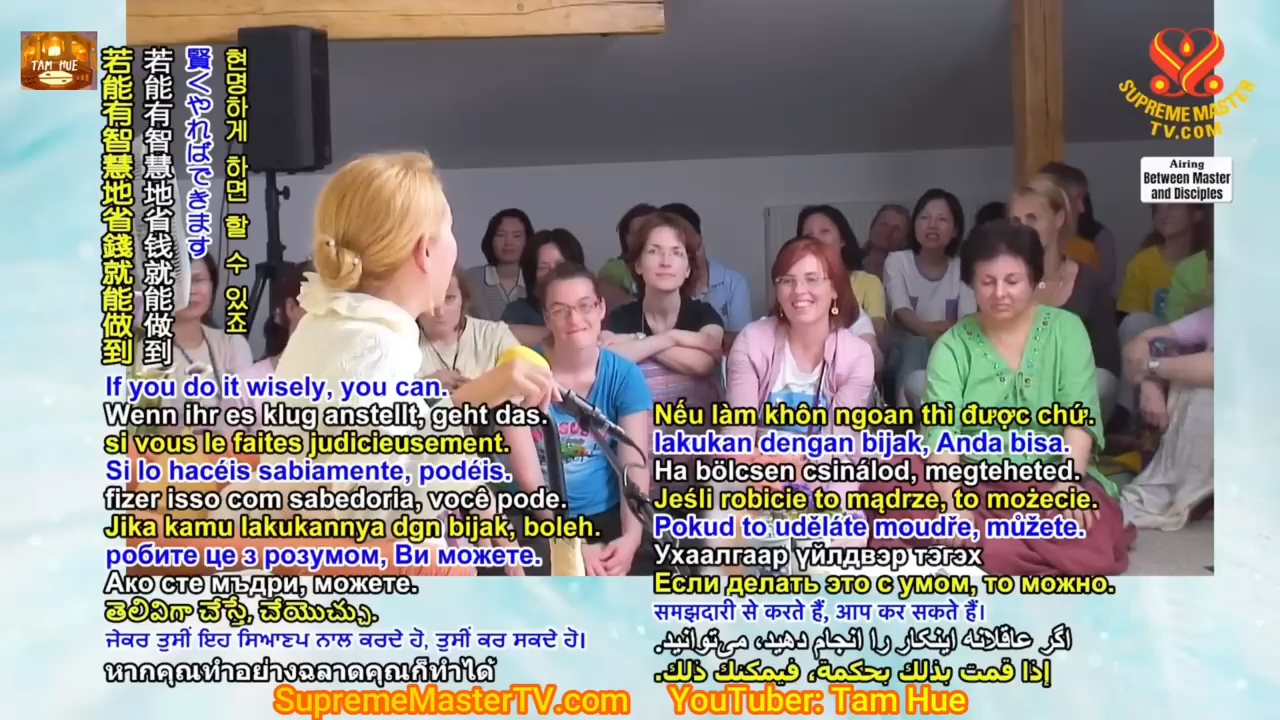 TAM HUE
若能有智慧地省錢就能做到
若能有智慧地省钱就能做到
賢くやればできます
현명하게 하면 할 수 있죠
SUPREME MASTER
TV.COM
Airing
Between Master
and Disciples
If you do it wisely, you can.
Wenn ihr es klug anstellt, geht das.
si vous le faites judicieusement.
Si lo hacéis sabiamente, podéis.
fizer isso com sabedoria, você pode.
Jika kamu lakukannya dgn bijak, boleh.
робите це з розумом, Ви можете.
Ако сте мъдри, можете.
తెలివిగా చేస్తే, చేయొచ్చు.
ਜੇਕਰ ਤੁਸੀਂ ਇਹ ਸਿਆਣਪ ਨਾਲ ਕਰਦੇ ਹੋ, ਤੁਸੀਂ ਕਰ ਸਕਦੇ ਹੋ।
หากคุณทำอย่างฉลาดคุณก็ทำได้
Nếu làm khôn ngoan thì được chứ.
lakukan dengan bijak, Anda bisa.
Ha bölcsen csinálod, megteheted.
Jeśli robicie to mądrze, to możecie.
Pokud to uděláte moudře, můžete.
Ухаалгаар үйлдвэр тэгэх
Если делать это с умом, то можно.
समझदारी से करते हैं, आप कर सकते हैं।
اگر عاقلانه اینکار را انجام دهید، می‌توانید.
إذا قمت بذلك بحكمة، فيمكنك ذلك.
SupremeMasterTV.com
YouTuber: Tam Hue